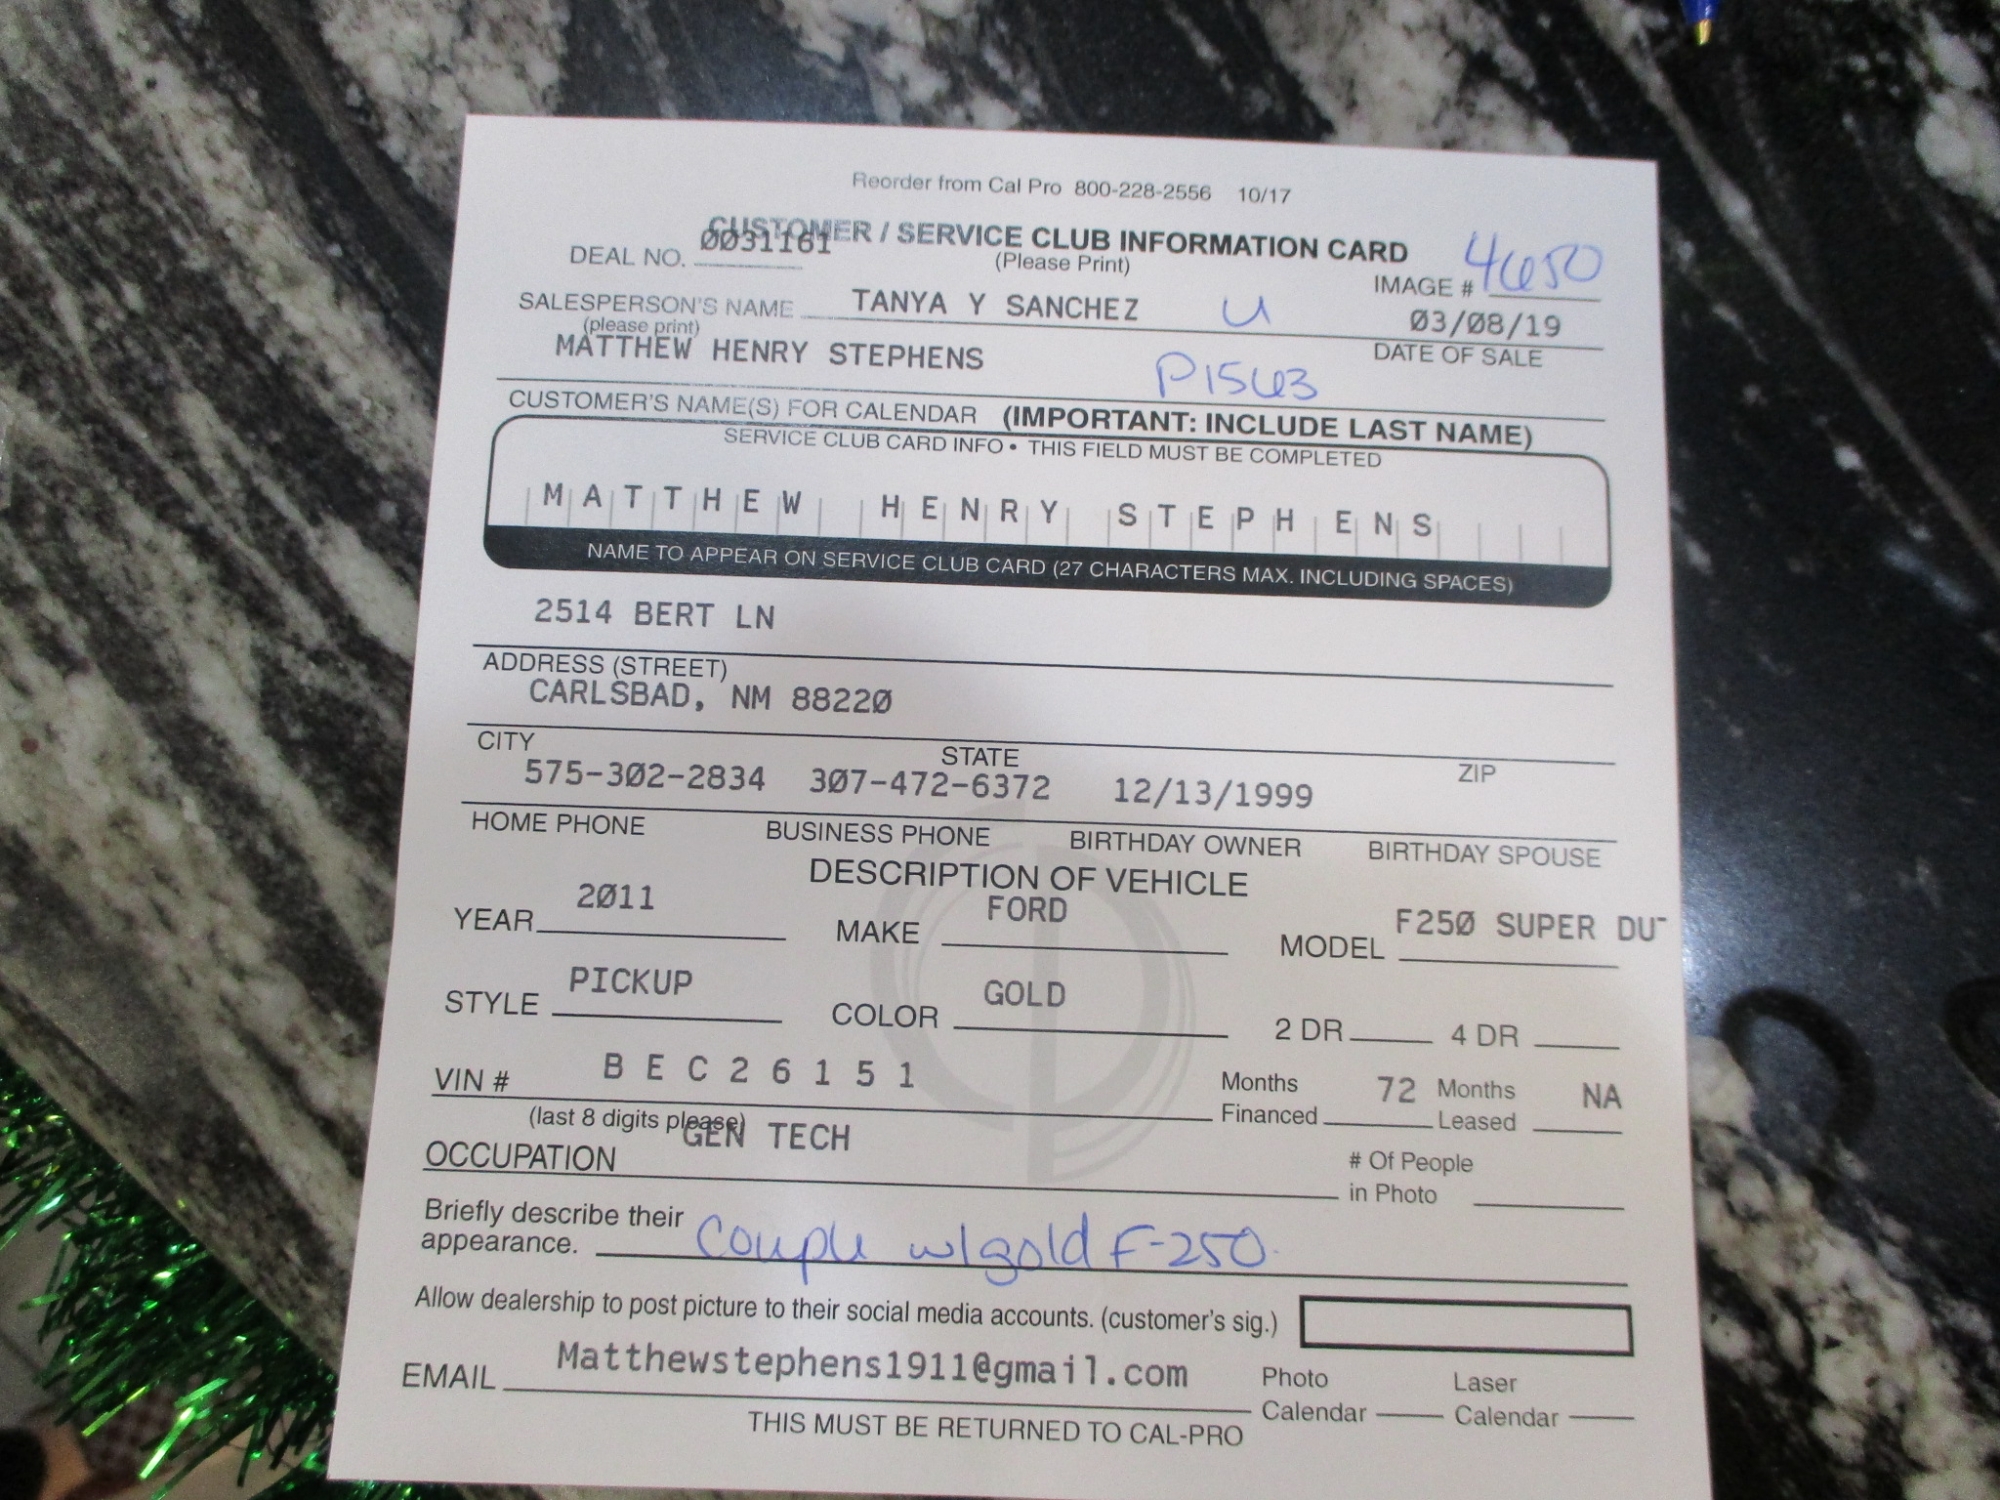 Reorder from Cal Pro 800-228-2556 10/17
CUSTOMER / SERVICE CLUB INFORMATION CARD
(Please Print)
DEAL NO. 0031161
IMAGE # 4650
SALESPERSON'S NAME TANYA Y SANCHEZ U 03/08/19
(please print)
DATE OF SALE
MATTHEW HENRY STEPHENS P1563
CUSTOMER'S NAME(S) FOR CALENDAR (IMPORTANT: INCLUDE LAST NAME)
SERVICE CLUB CARD INFO • THIS FIELD MUST BE COMPLETED
MATTHEW HENRY STEPHENS
NAME TO APPEAR ON SERVICE CLUB CARD (27 CHARACTERS MAX. INCLUDING SPACES)
2514 BERT LN
ADDRESS (STREET)
CARLSBAD, NM 88220
CITY STATE ZIP
575-302-2834 307-472-6372 12/13/1999
HOME PHONE BUSINESS PHONE BIRTHDAY OWNER BIRTHDAY SPOUSE
DESCRIPTION OF VEHICLE
YEAR 2011 MAKE FORD MODEL F250 SUPER DU
STYLE PICKUP COLOR GOLD 2 DR 4 DR
VIN # BEC26151 Months Financed 72 Months Leased NA
(last 8 digits please)
OCCUPATION GEN TECH # Of People in Photo
Briefly describe their
appearance. Couple w/gold F-250
Allow dealership to post picture to their social media accounts. (customer's sig.)
EMAIL Matthewstephens1911@gmail.com Photo Calendar Laser Calendar
THIS MUST BE RETURNED TO CAL-PRO